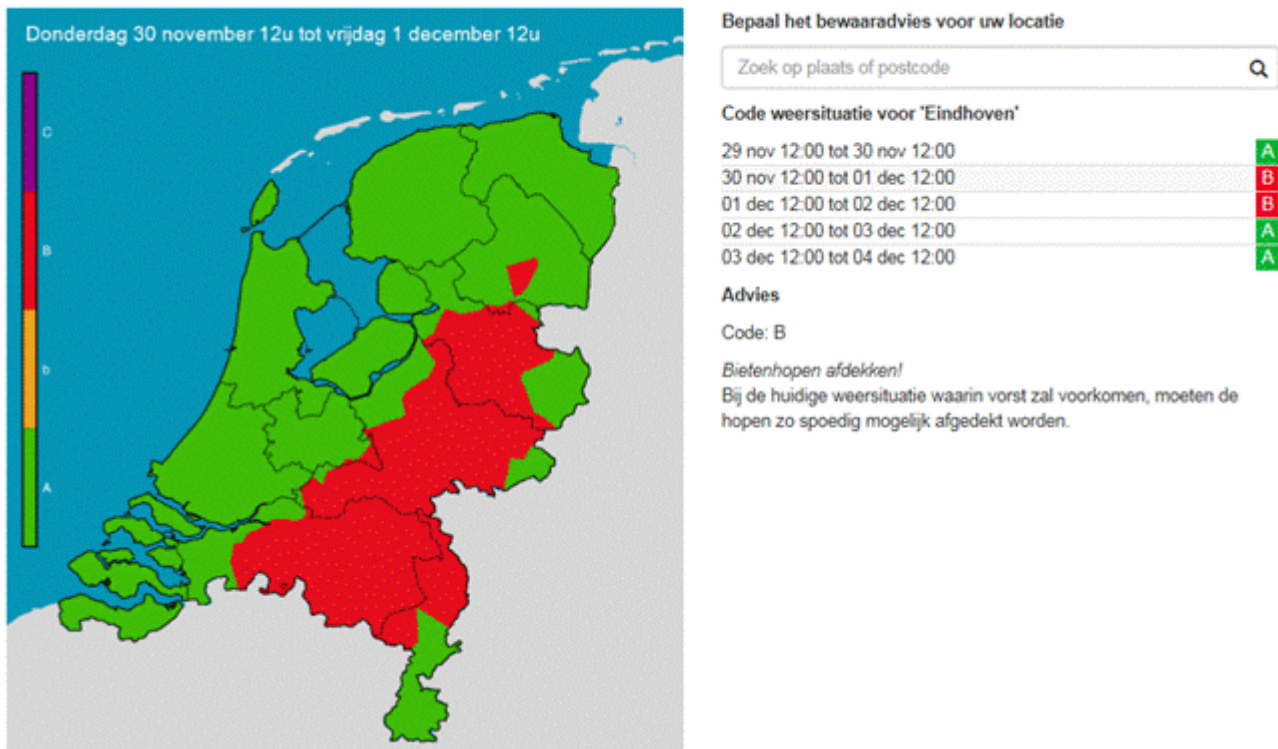 Donderdag 30 november 12u tot vrijdag 1 december 12u
C
B
b
A
Bepaal het bewaaradvies voor uw locatie
Zoek op plaats of postcode
Code weersituatie voor 'Eindhoven'
29 nov 12:00 tot 30 nov 12:00 A
30 nov 12:00 tot 01 dec 12:00 B
01 dec 12:00 tot 02 dec 12:00 B
02 dec 12:00 tot 03 dec 12:00 A
03 dec 12:00 tot 04 dec 12:00 A
Advies
Code: B
Bietenhopen afdekken!
Bij de huidige weersituatie waarin vorst zal voorkomen, moeten de
hopen zo spoedig mogelijk afgedekt worden.